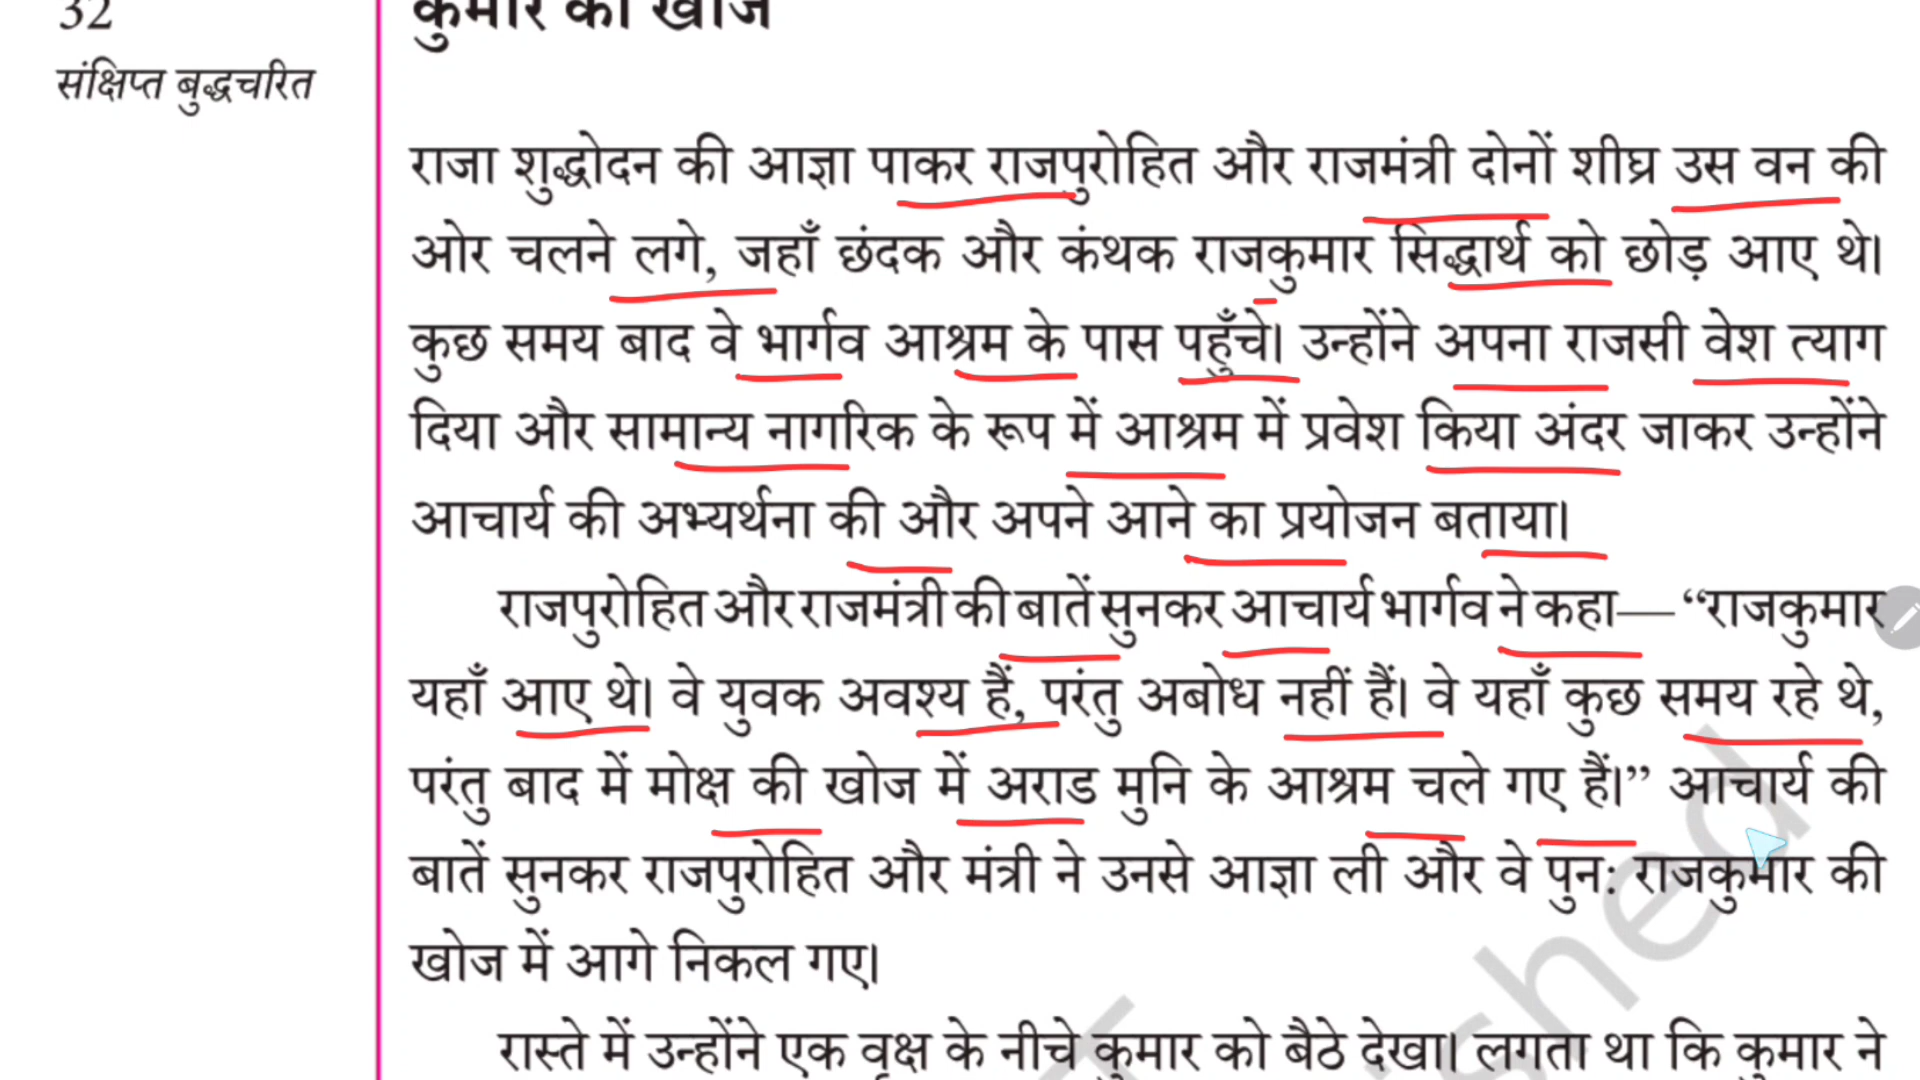 32
कुमार की खोज
संक्षिप्त बुद्धचरित
राजा शुद्धोदन की आज्ञा पाकर राजपुरोहित और राजमंत्री दोनों शीघ्र उस वन की
ओर चलने लगे, जहाँ छंदक और कंथक राजकुमार सिद्धार्थ को छोड़ आए थे।
कुछ समय बाद वे भार्गव आश्रम के पास पहुँचे। उन्होंने अपना राजसी वेश त्याग
दिया और सामान्य नागरिक के रूप में आश्रम में प्रवेश किया अंदर जाकर उन्होंने
आचार्य की अभ्यर्थना की और अपने आने का प्रयोजन बताया।
राजपुरोहित और राजमंत्री की बातें सुनकर आचार्य भार्गव ने कहा—“राजकुमार
यहाँ आए थे। वे युवक अवश्य हैं, परंतु अबोध नहीं हैं। वे यहाँ कुछ समय रहे थे,
परंतु बाद में मोक्ष की खोज में अराड मुनि के आश्रम चले गए हैं।” आचार्य की
बातें सुनकर राजपुरोहित और मंत्री ने उनसे आज्ञा ली और वे पुन: राजकुमार की
खोज में आगे निकल गए।
रास्ते में उन्होंने एक वृक्ष के नीचे कुमार को बैठे देखा। लगता था कि कुमार ने